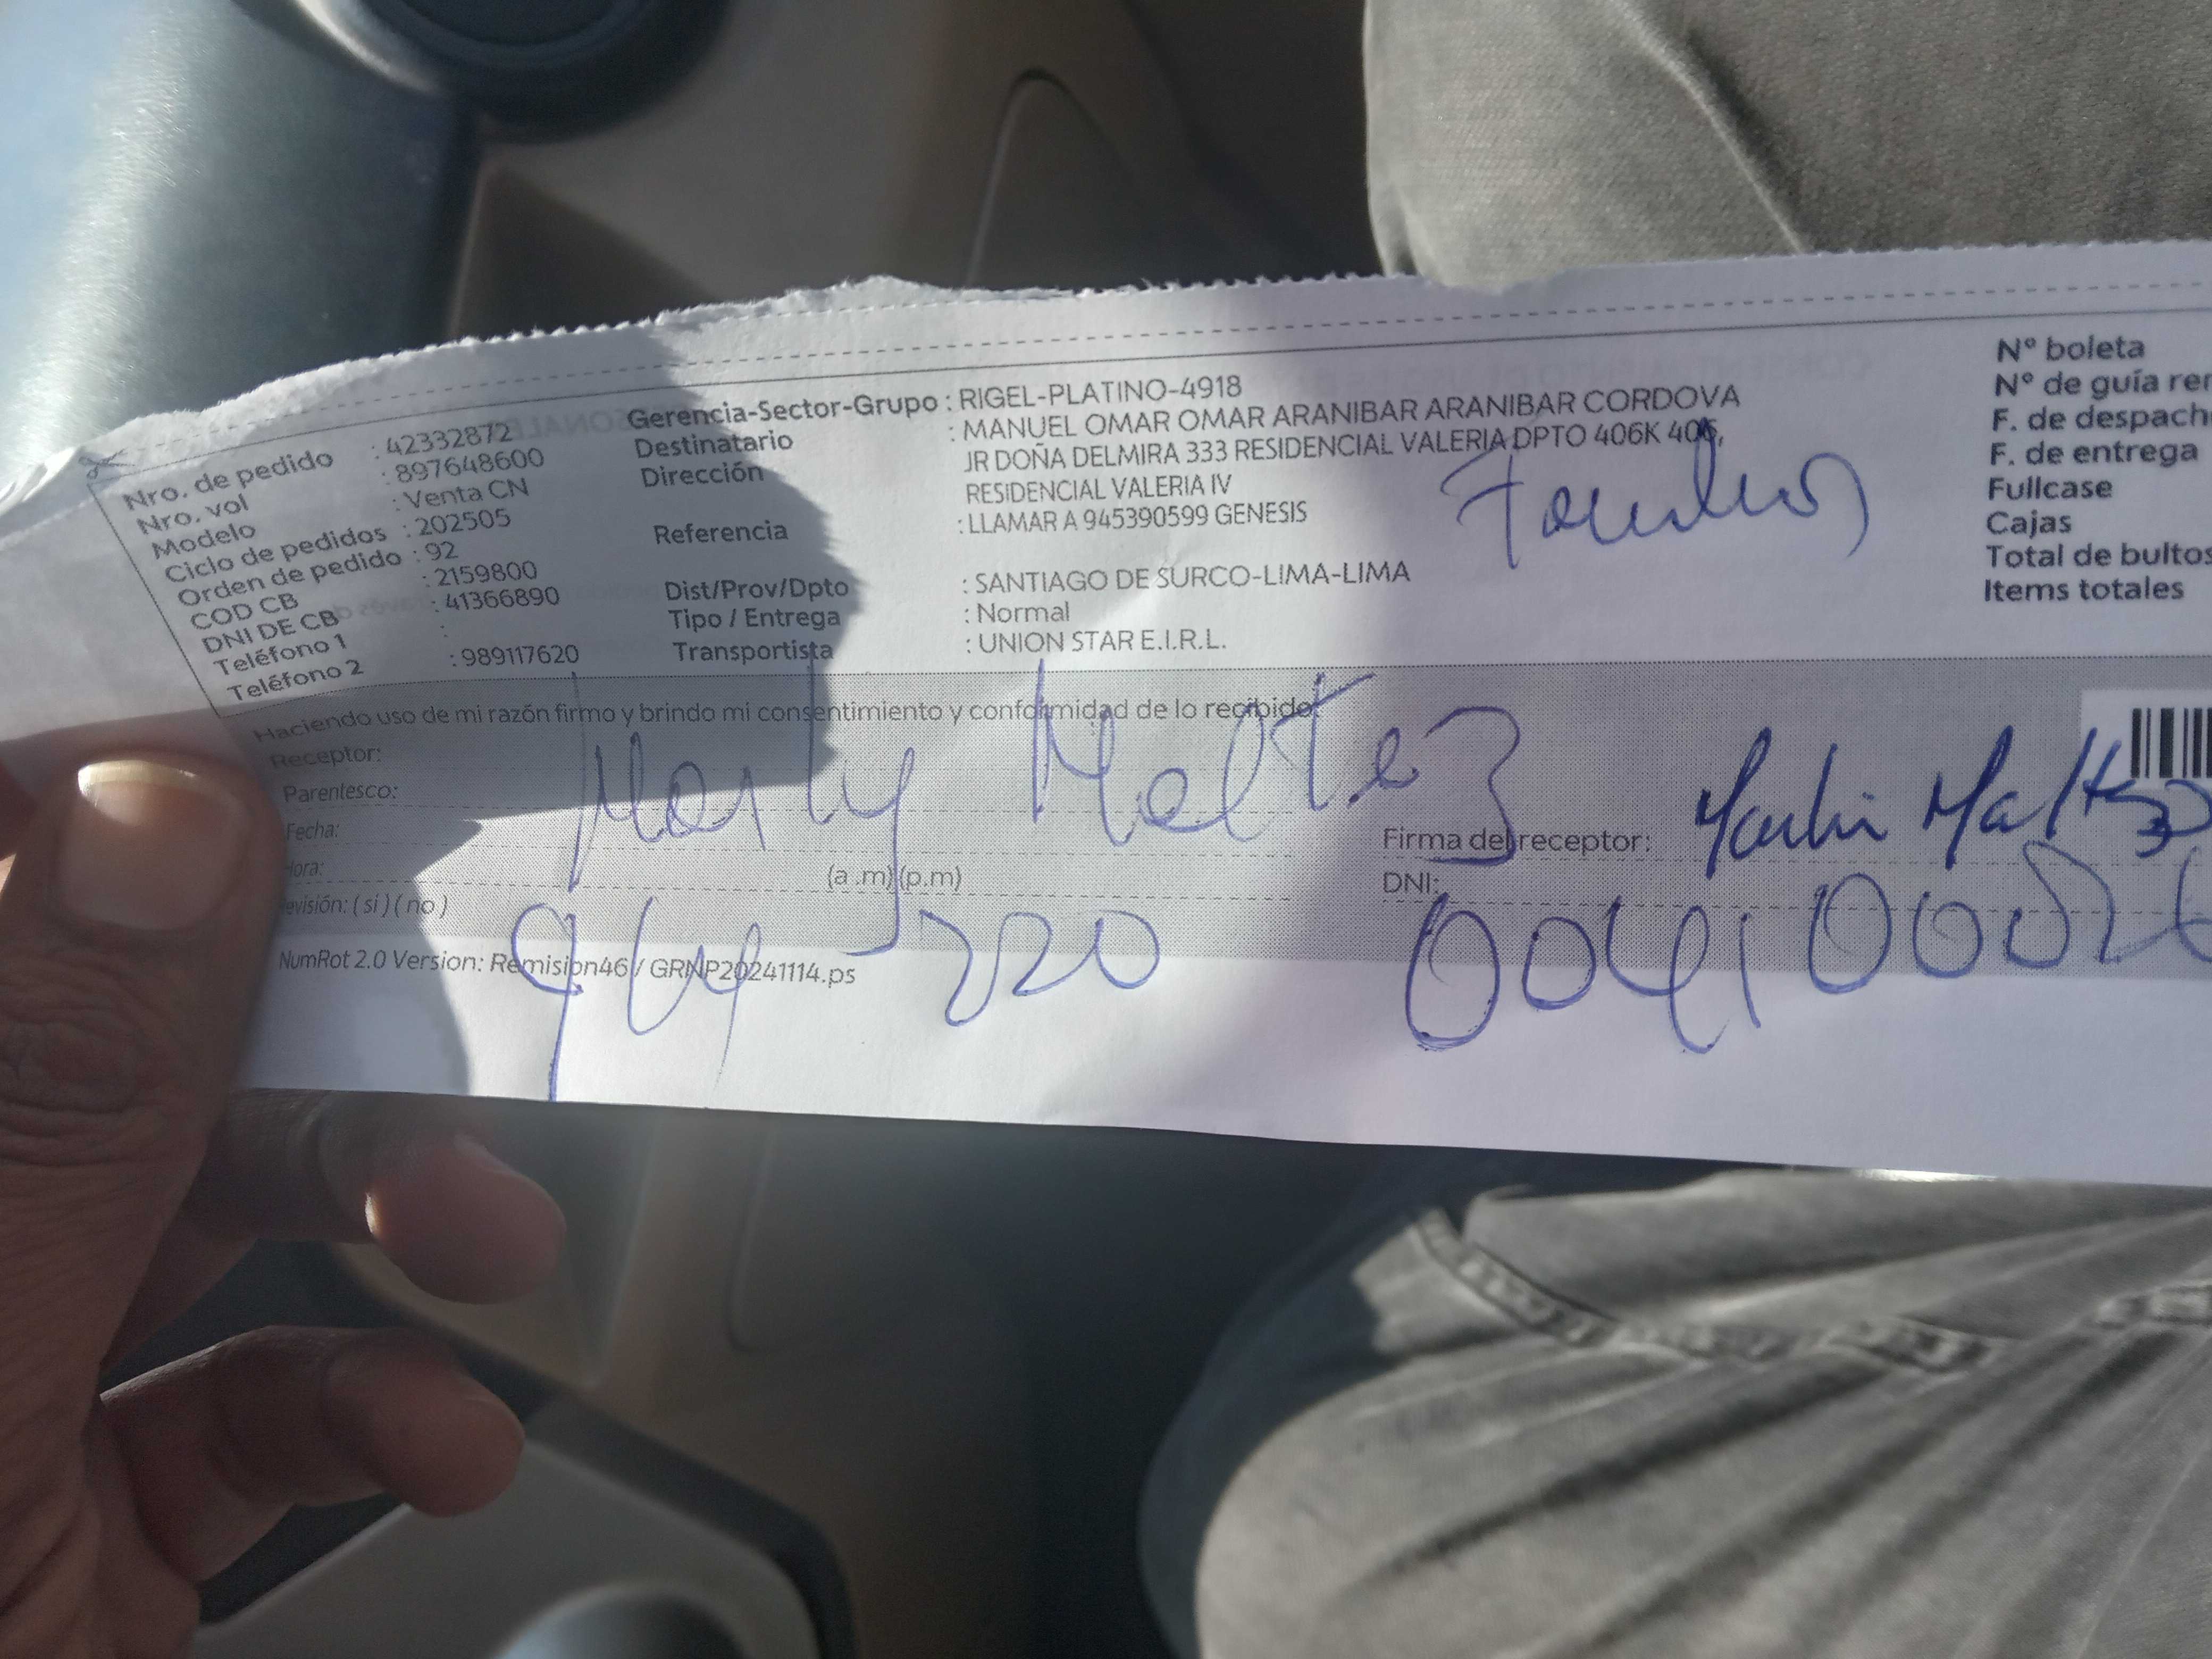 Nro. de pedido : 42332872
Nro. vol : 897648600
Modelo : Venta CN
Ciclo de pedidos : 202505
Orden de pedido : 92
COD CB : 2159800
DNI DE CB : 41366890
Teléfono 1 :
Teléfono 2 : 989117620
Gerencia-Sector-Grupo : RIGEL-PLATINO-4918
Destinatario : MANUEL OMAR OMAR ARANIBAR ARANIBAR CORDOVA
Dirección JR DOÑA DELMIRA 333 RESIDENCIAL VALERIA DPTO 406K 406,
RESIDENCIAL VALERIA IV
Referencia : LLAMAR A 945390599 GENESIS
Dist/Prov/Dpto : SANTIAGO DE SURCO-LIMA-LIMA
Tipo / Entrega : Normal
Transportista : UNION STAR E.I.R.L.
N° boleta
N° de guía rer
F. de despach
F. de entrega
Fullcase
Cajas
Total de bultos
Items totales
Haciendo uso de mi razón firmo y brindo mi consentimiento y conformidad de lo recibido:
Receptor:
Parentesco:
Fecha:
Hora: (a .m) (p.m)
evisión: ( si ) ( no )
Maltez
Firma del receptor:
DNI:
NumRot 2.0 Version: Remision46 / GRNP20241114.ps